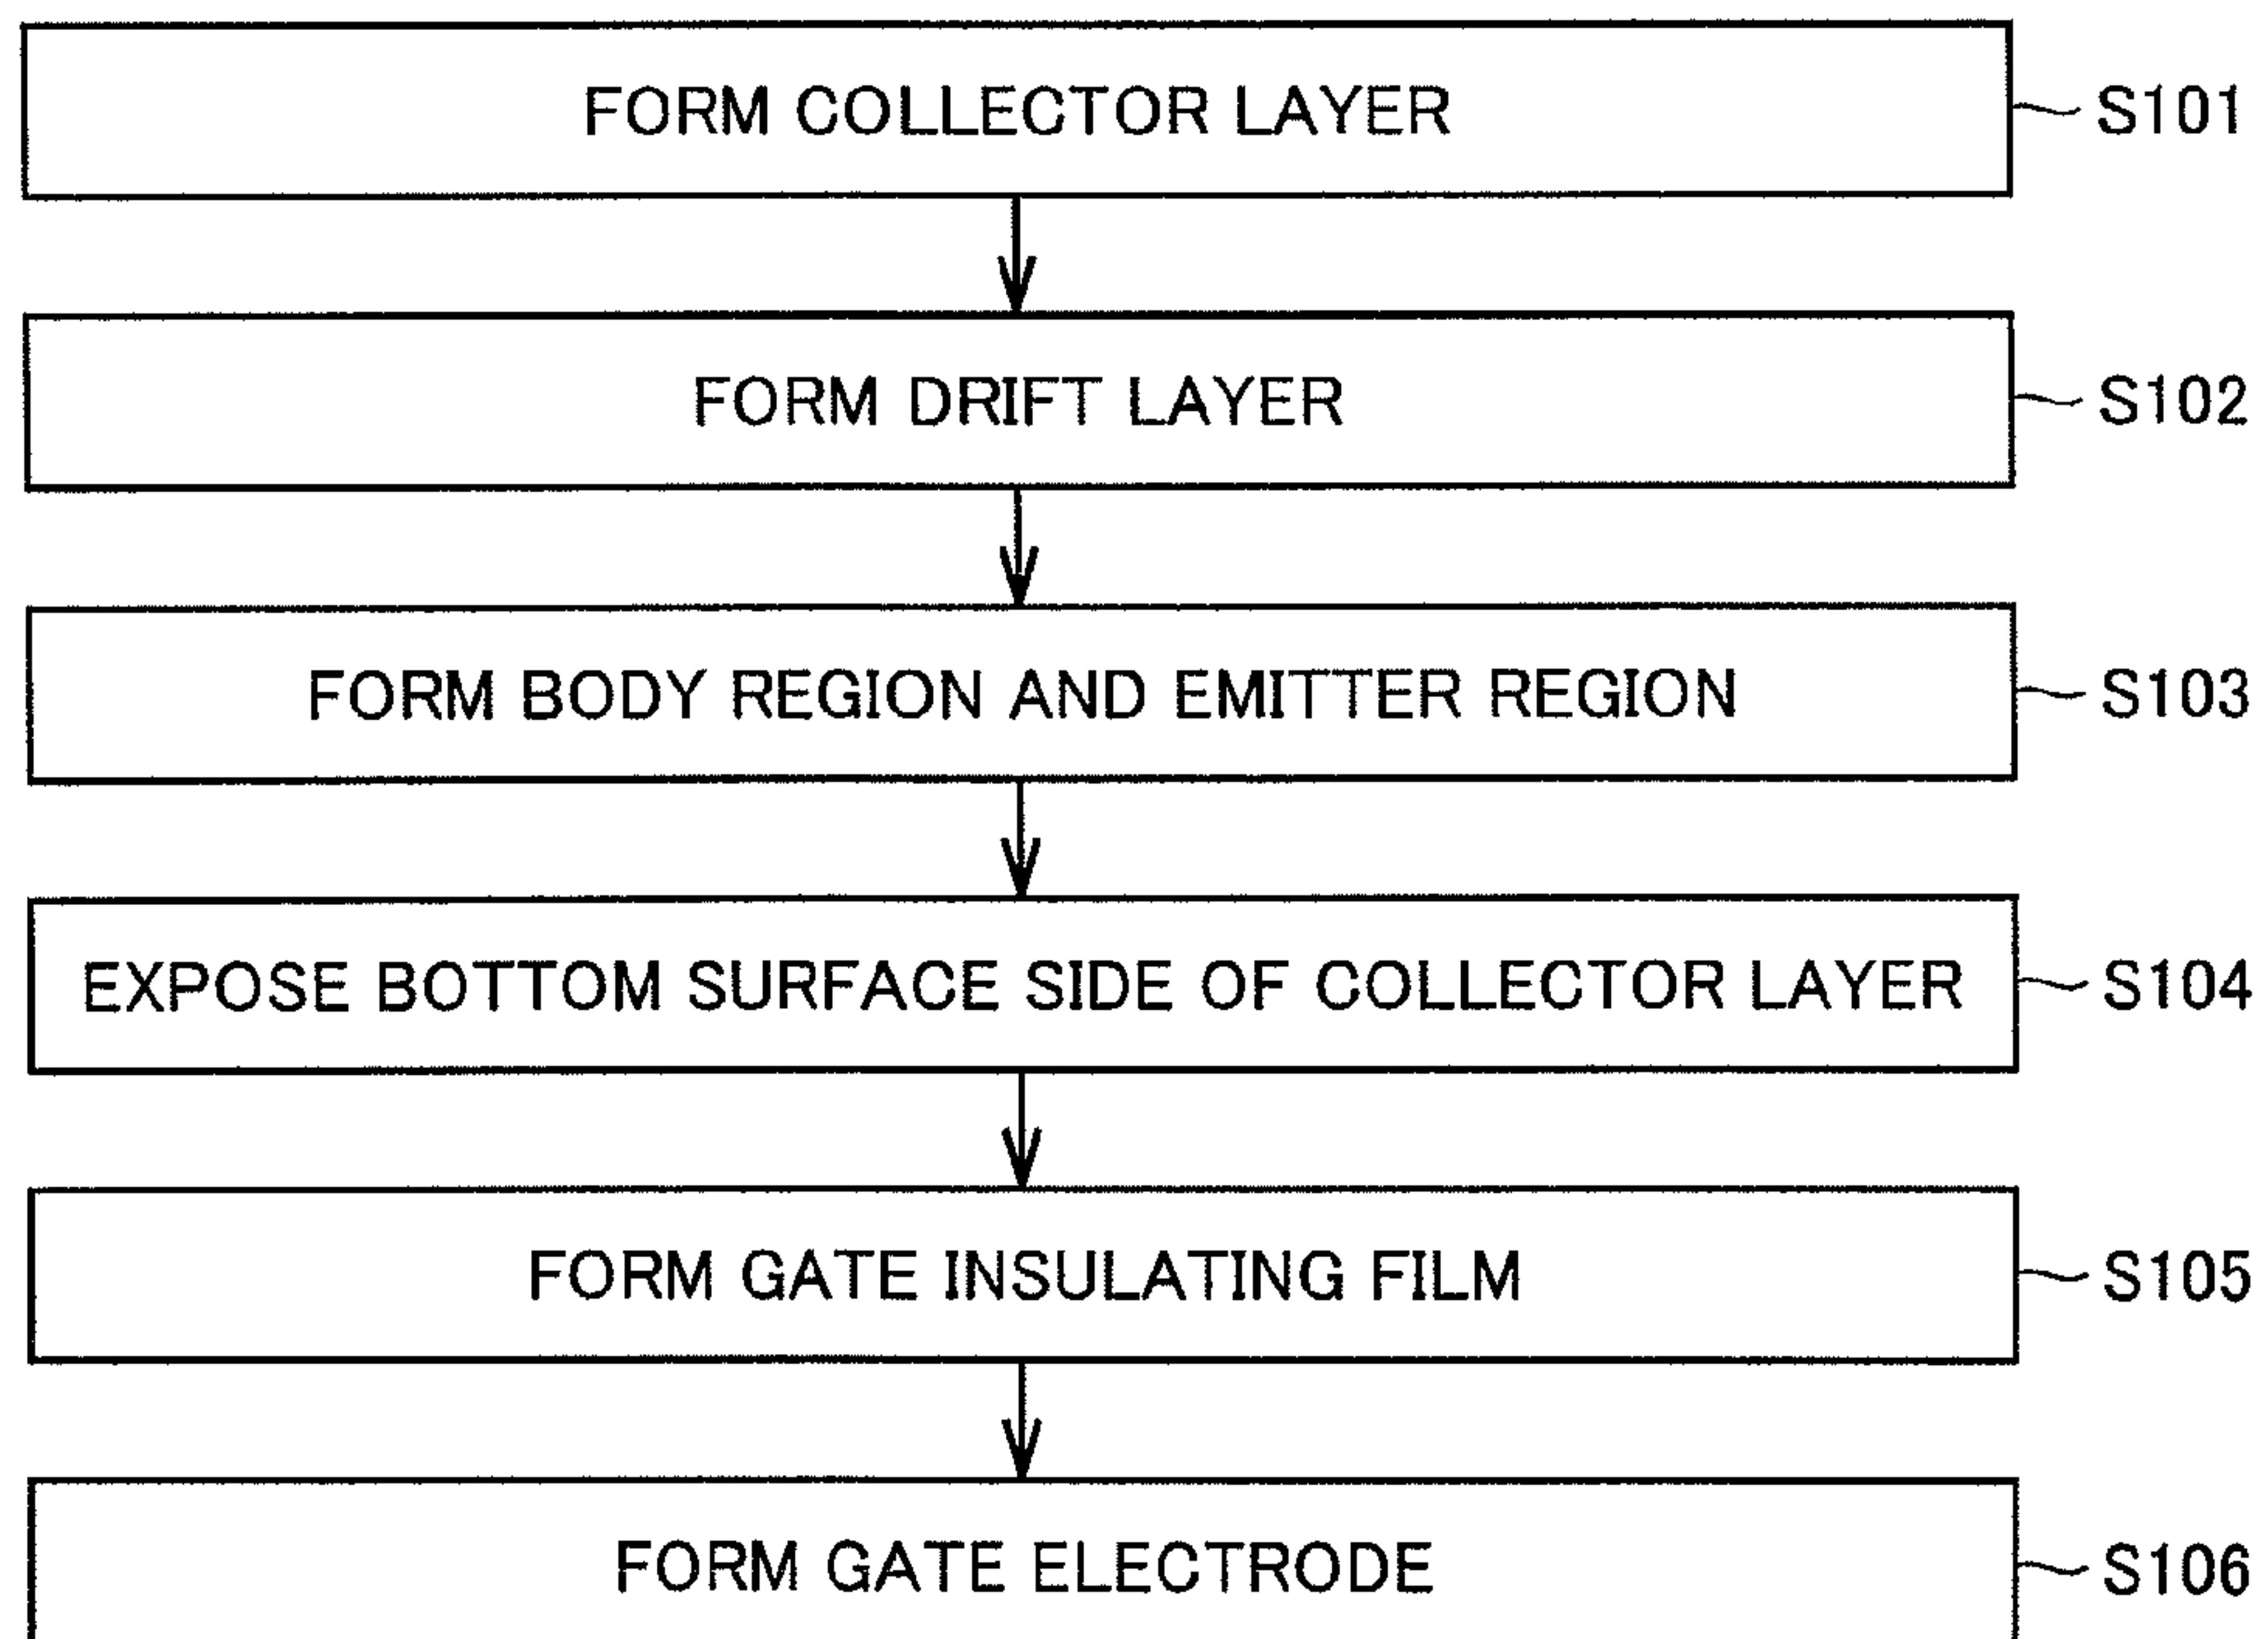 FORM COLLECTOR LAYER S101
FORM DRIFT LAYER S102
FORM BODY REGION AND EMITTER REGION S103
EXPOSE BOTTOM SURFACE SIDE OF COLLECTOR LAYER S104
FORM GATE INSULATING FILM S105
FORM GATE ELECTRODE S106